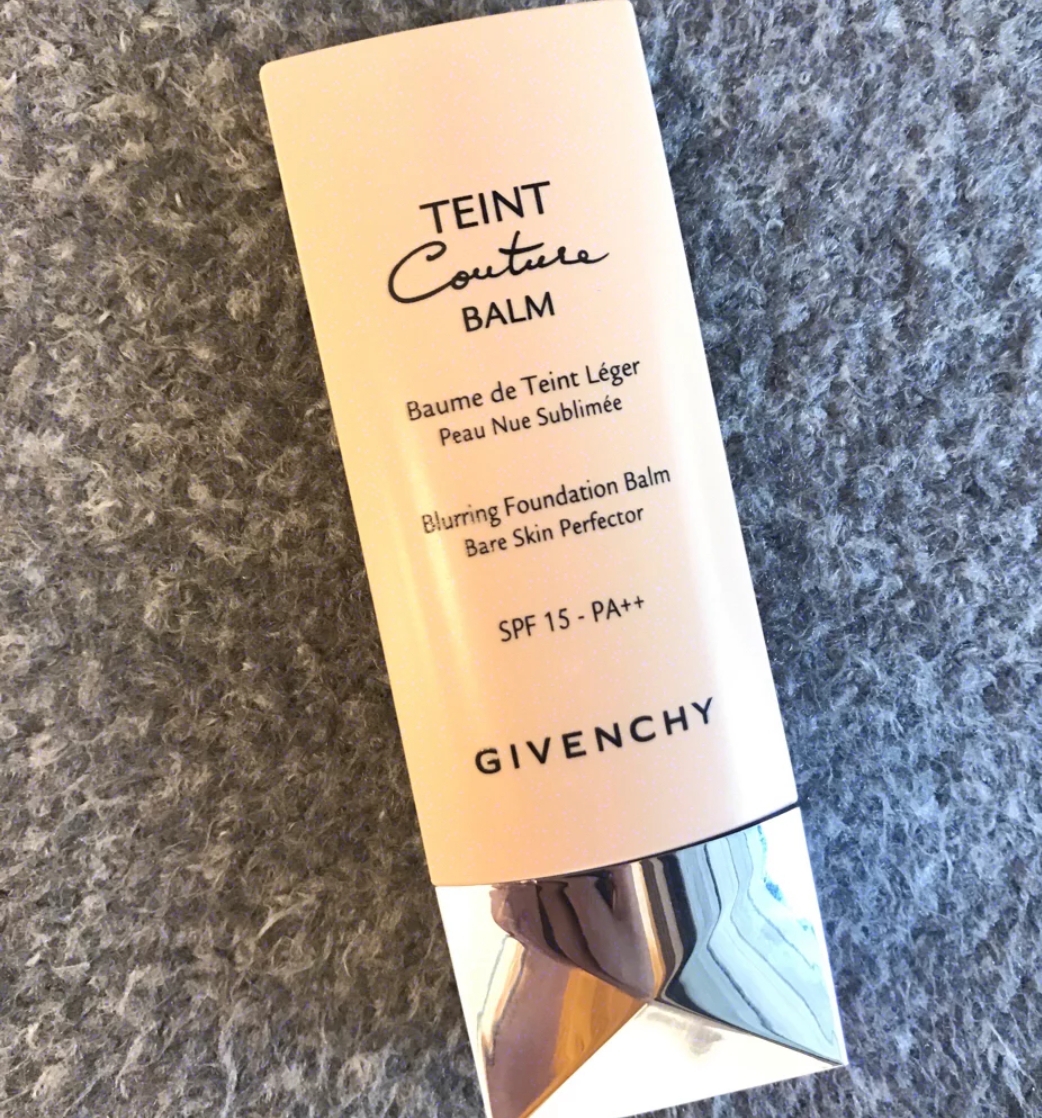 TEINT
Couture
BALM
Baume de Teint Léger
Peau Nue Sublimée
Blurring Foundation Balm
Bare Skin Perfector
SPF 15 - PA++
GIVENCHY